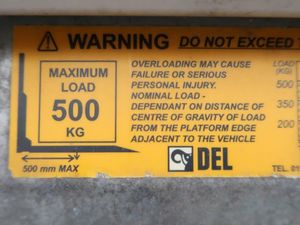 WARNING DO NOT EXCEED
MAXIMUM
LOAD
500
KG
500 mm MAX
OVERLOADING MAY CAUSE
FAILURE OR SERIOUS
PERSONAL INJURY.
NOMINAL LOAD -
DEPENDANT ON DISTANCE OF
CENTRE OF GRAVITY OF LOAD
FROM THE PLATFORM EDGE
ADJACENT TO THE VEHICLE
DEL
LOAD
500
350
200
TEL. 01